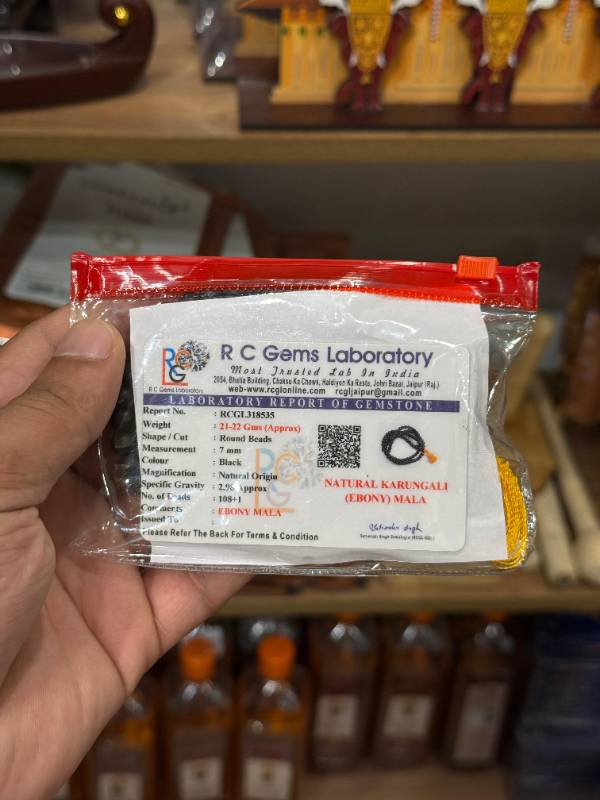 R C Gems Laboratory
R C Gems Laboratory
Most Trusted Lab In India
2034, Bhatia Building, Chaksu Ka Chowk, Haldiyon Ka Rasta, Johri Bazar, Jaipur (Raj.)
web-www.rcglonline.com rcgljaipur@gmail.com
LABORATORY REPORT OF GEMSTONE
Report No. : RCGL318535
Weight : 21-22 Gms (Approx)
Shape / Cut : Round Beads
Measurement : 7 mm
Colour : Black
Magnification : Natural Origin
Specific Gravity : Approx
No. of Beads : 108+1
Comments : EBONY MALA
Issued To :
NATURAL KARUNGALI
(EBONY) MALA
Please Refer The Back For Terms & Condition